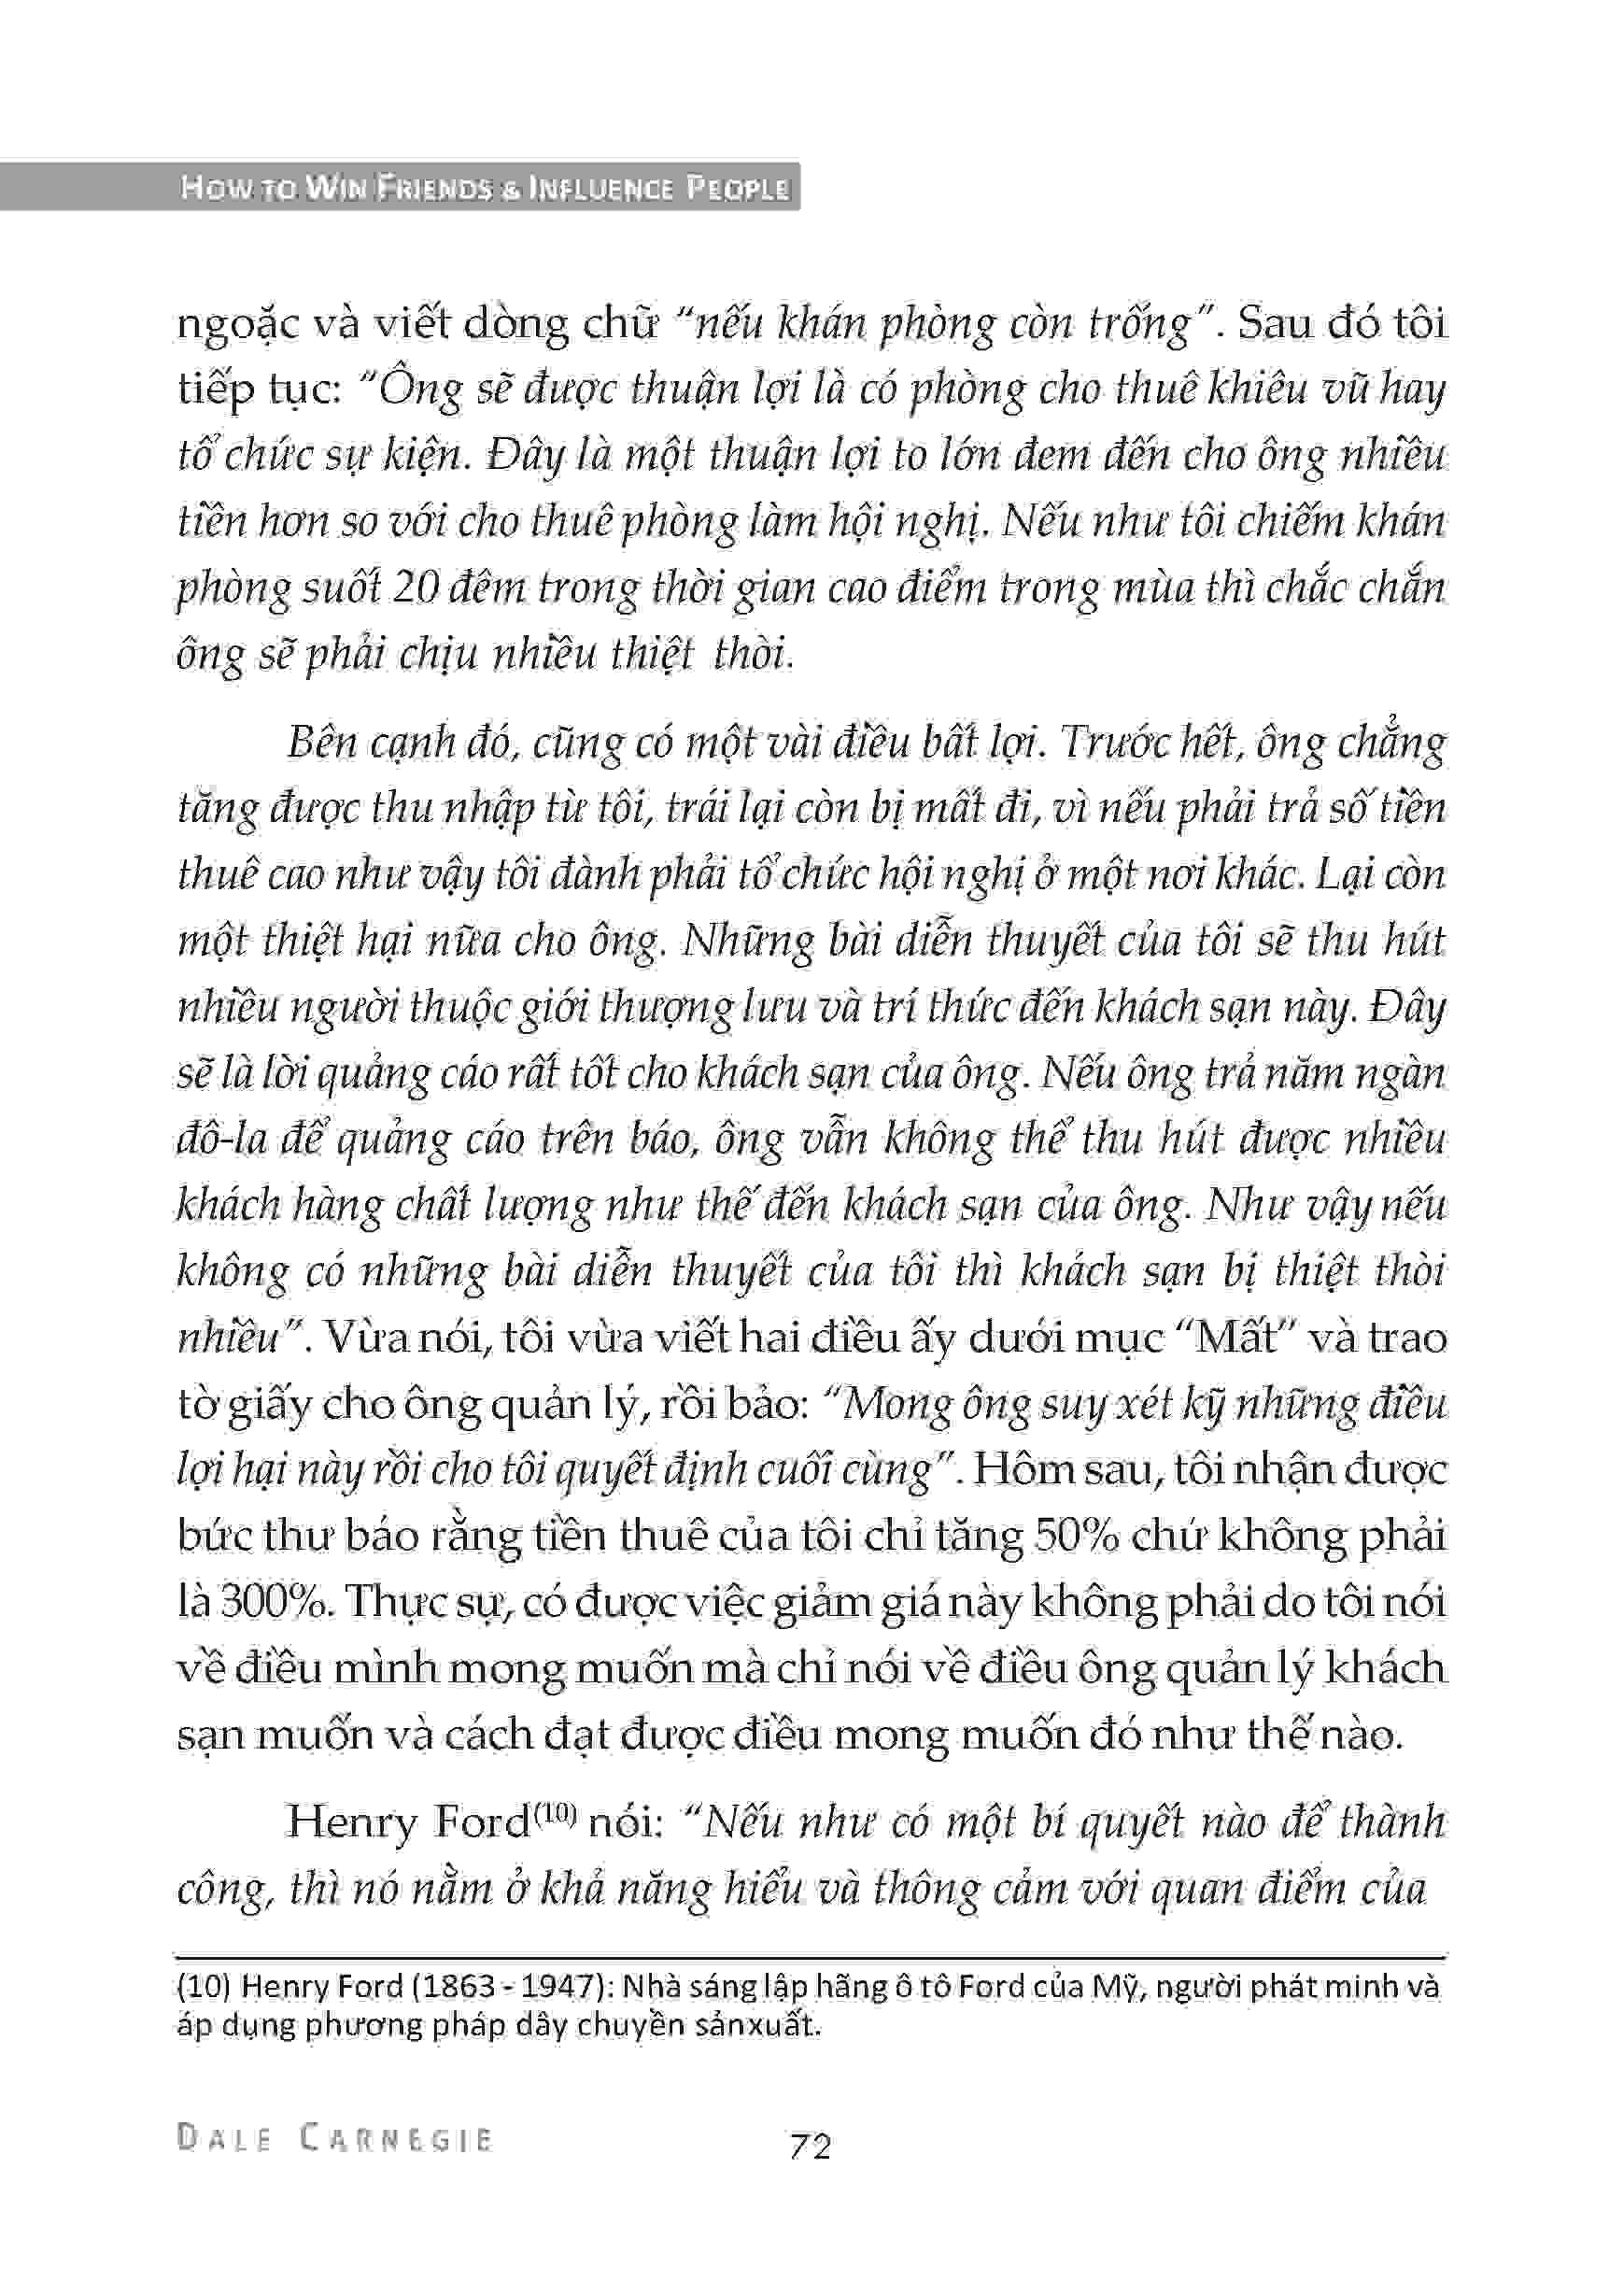 HOW TO WIN FRIENDS & INFLUENCE PEOPLE
ngoặc và viết dòng chữ “nếu khán phòng còn trống”. Sau đó tôi
tiếp tục: “Ông sẽ được thuận lợi là có phòng cho thuê khiêu vũ hay
tổ chức sự kiện. Đây là một thuận lợi to lớn đem đến cho ông nhiều
tiền hơn so với cho thuê phòng làm hội nghị. Nếu như tôi chiếm khán
phòng suốt 20 đêm trong thời gian cao điểm trong mùa thì chắc chắn
ông sẽ phải chịu nhiều thiệt thòi.
Bên cạnh đó, cũng có một vài điều bất lợi. Trước hết, ông chẳng
tăng được thu nhập từ tôi, trái lại còn bị mất đi, vì nếu phải trả số tiền
thuê cao như vậy tôi đành phải tổ chức hội nghị ở một nơi khác. Lại còn
một thiệt hại nữa cho ông. Những bài diễn thuyết của tôi sẽ thu hút
nhiều người thuộc giới thượng lưu và trí thức đến khách sạn này. Đây
sẽ là lời quảng cáo rất tốt cho khách sạn của ông. Nếu ông trả năm ngàn
đô-la để quảng cáo trên báo, ông vẫn không thể thu hút được nhiều
khách hàng chất lượng như thế đến khách sạn của ông. Như vậy nếu
không có những bài diễn thuyết của tôi thì khách sạn bị thiệt thòi
nhiều”. Vừa nói, tôi vừa viết hai điều ấy dưới mục “Mất” và trao
tờ giấy cho ông quản lý, rồi bảo: “Mong ông suy xét kỹ những điều
lợi hại này rồi cho tôi quyết định cuối cùng”. Hôm sau, tôi nhận được
bức thư báo rằng tiền thuê của tôi chỉ tăng 50% chứ không phải
là 300%. Thực sự, có được việc giảm giá này không phải do tôi nói
về điều mình mong muốn mà chỉ nói về điều ông quản lý khách
sạn muốn và cách đạt được điều mong muốn đó như thế nào.
Henry Ford(10) nói: “Nếu như có một bí quyết nào để thành
công, thì nó nằm ở khả năng hiểu và thông cảm với quan điểm của
(10) Henry Ford (1863 - 1947): Nhà sáng lập hãng ô tô Ford của Mỹ, người phát minh và
áp dụng phương pháp dây chuyền sảnxuất.
DALE CARNEGIE
72